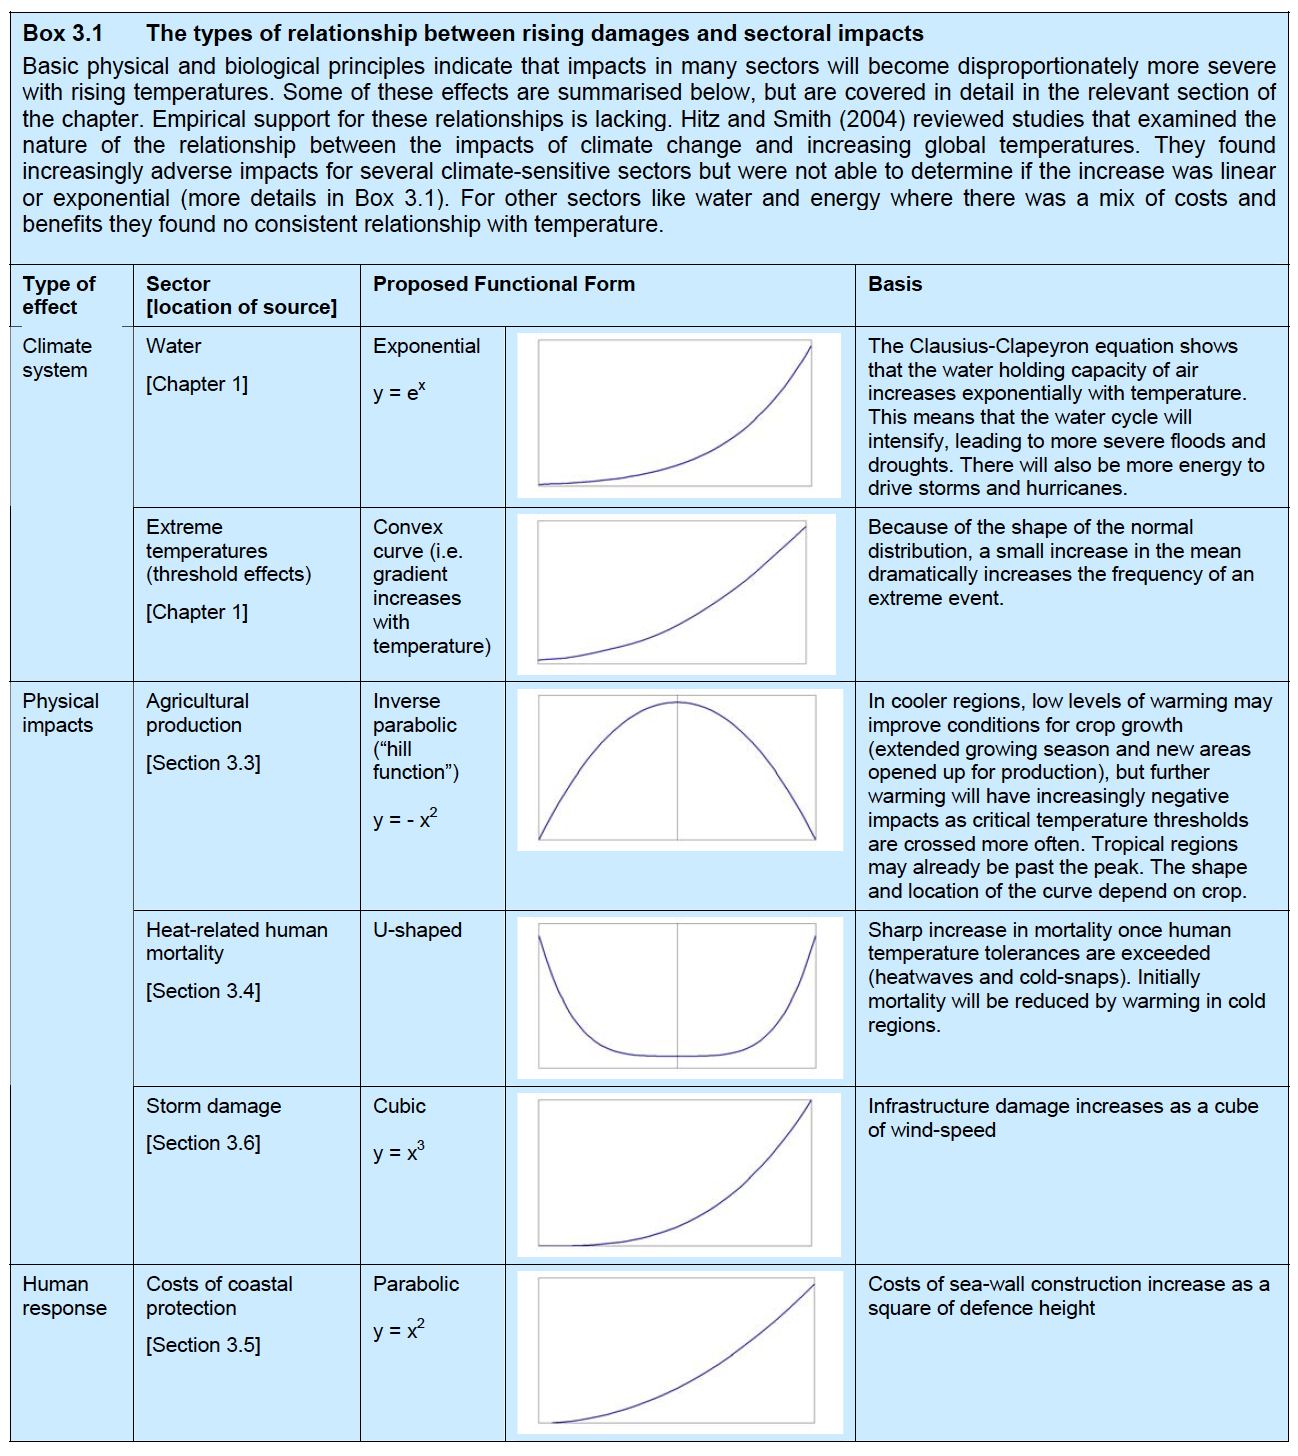 Box 3.1 The types of relationship between rising damages and sectoral impacts
Basic physical and biological principles indicate that impacts in many sectors will become disproportionately more severe
with rising temperatures. Some of these effects are summarised below, but are covered in detail in the relevant section of
the chapter. Empirical support for these relationships is lacking. Hitz and Smith (2004) reviewed studies that examined the
nature of the relationship between the impacts of climate change and increasing global temperatures. They found
increasingly adverse impacts for several climate-sensitive sectors but were not able to determine if the increase was linear
or exponential (more details in Box 3.1). For other sectors like water and energy where there was a mix of costs and
benefits they found no consistent relationship with temperature.
Type of
effect
Sector
[location of source]
Proposed Functional Form
Basis
Climate
system
Water
[Chapter 1]
Exponential
y = eˣ
The Clausius-Clapeyron equation shows
that the water holding capacity of air
increases exponentially with temperature.
This means that the water cycle will
intensify, leading to more severe floods and
droughts. There will also be more energy to
drive storms and hurricanes.
Extreme
temperatures
(threshold effects)
[Chapter 1]
Convex
curve (i.e.
gradient
increases
with
temperature)
Because of the shape of the normal
distribution, a small increase in the mean
dramatically increases the frequency of an
extreme event.
Physical
impacts
Agricultural
production
[Section 3.3]
Inverse
parabolic
(“hill
function”)
y = - x²
In cooler regions, low levels of warming may
improve conditions for crop growth
(extended growing season and new areas
opened up for production), but further
warming will have increasingly negative
impacts as critical temperature thresholds
are crossed more often. Tropical regions
may already be past the peak. The shape
and location of the curve depend on crop.
Heat-related human
mortality
[Section 3.4]
U-shaped
Sharp increase in mortality once human
temperature tolerances are exceeded
(heatwaves and cold-snaps). Initially
mortality will be reduced by warming in cold
regions.
Storm damage
[Section 3.6]
Cubic
y = x³
Infrastructure damage increases as a cube
of wind-speed
Human
response
Costs of coastal
protection
[Section 3.5]
Parabolic
y = x²
Costs of sea-wall construction increase as a
square of defence height